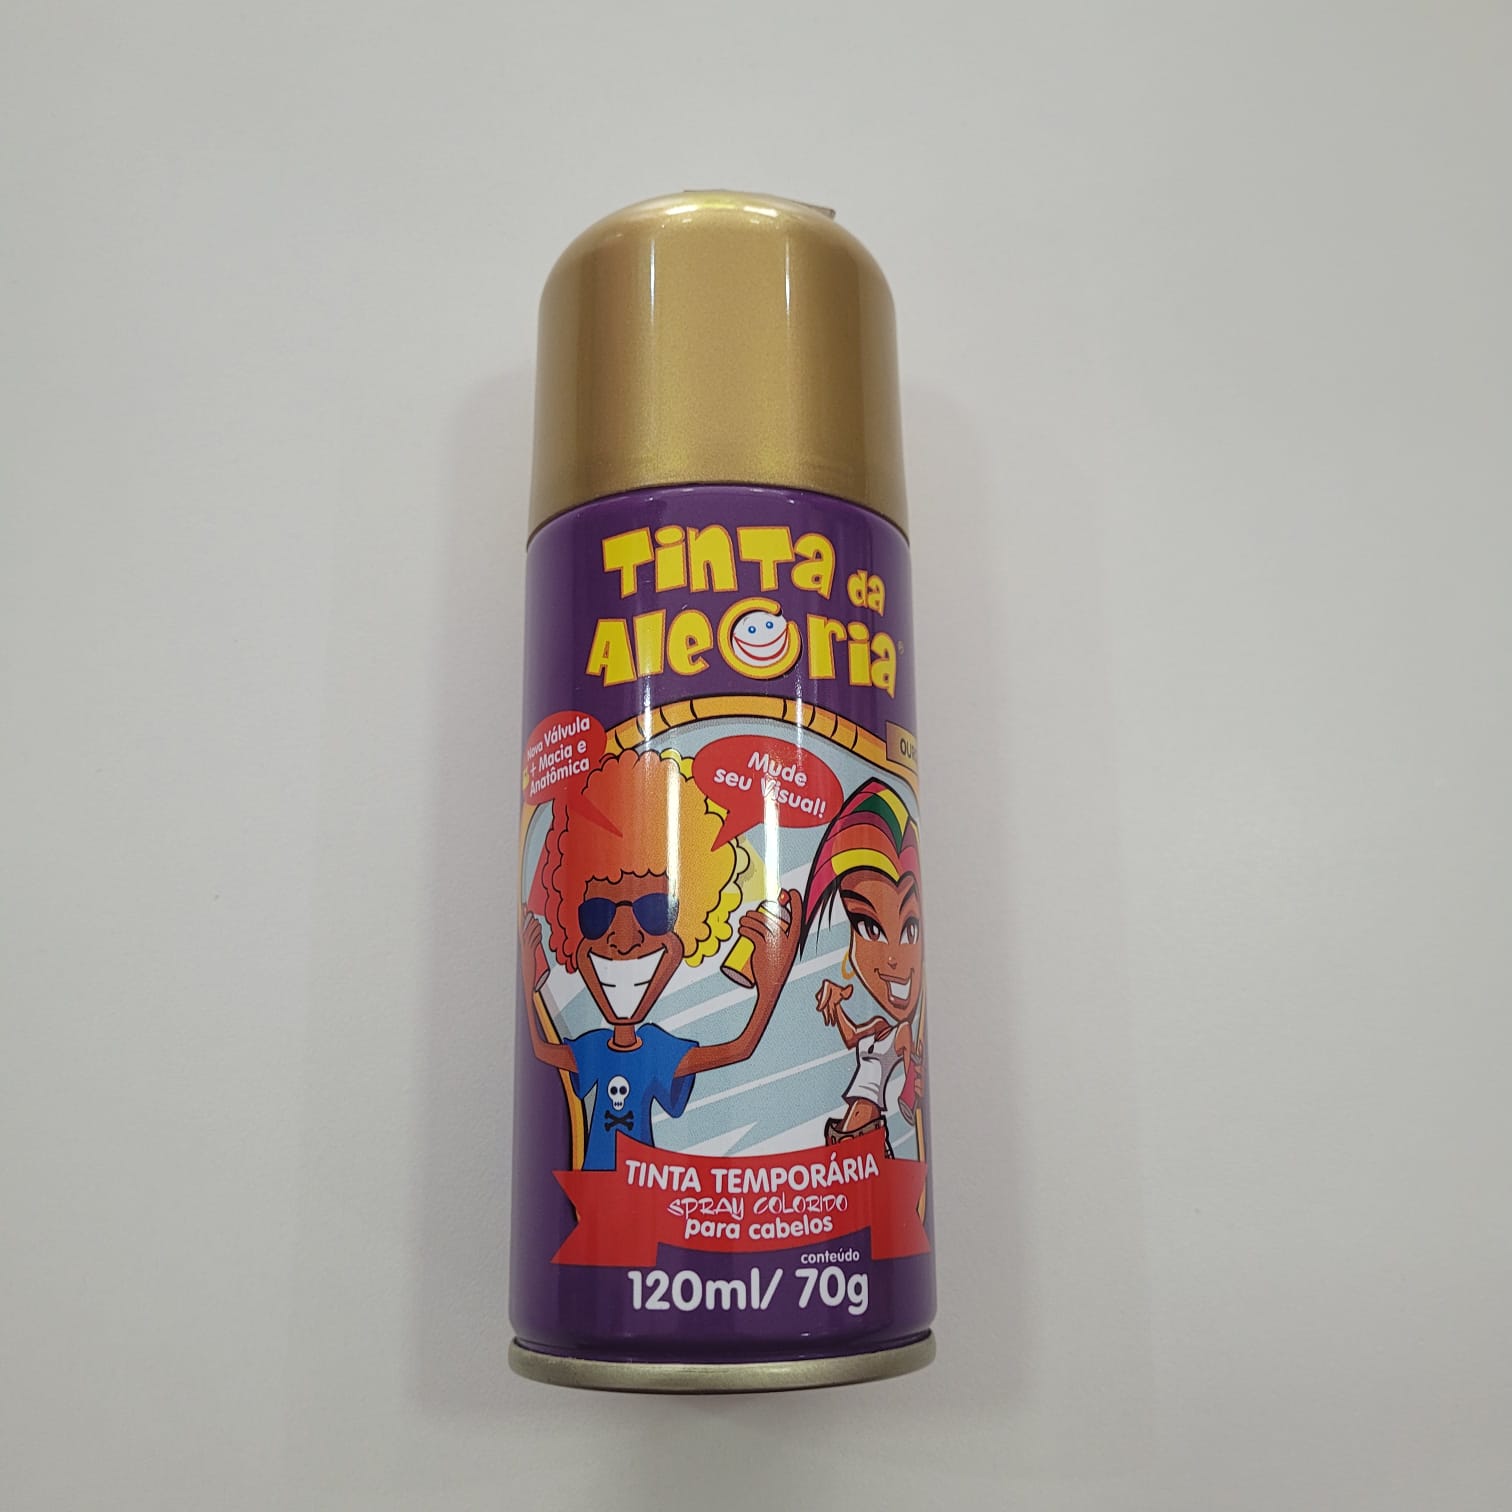 Tinta da
Alegria®
Nova Válvula
+ Macia e
Anatômica
Mude
seu Visual!
TINTA TEMPORÁRIA
SPRAY COLORIDO
para cabelos
conteúdo
120ml/ 70g